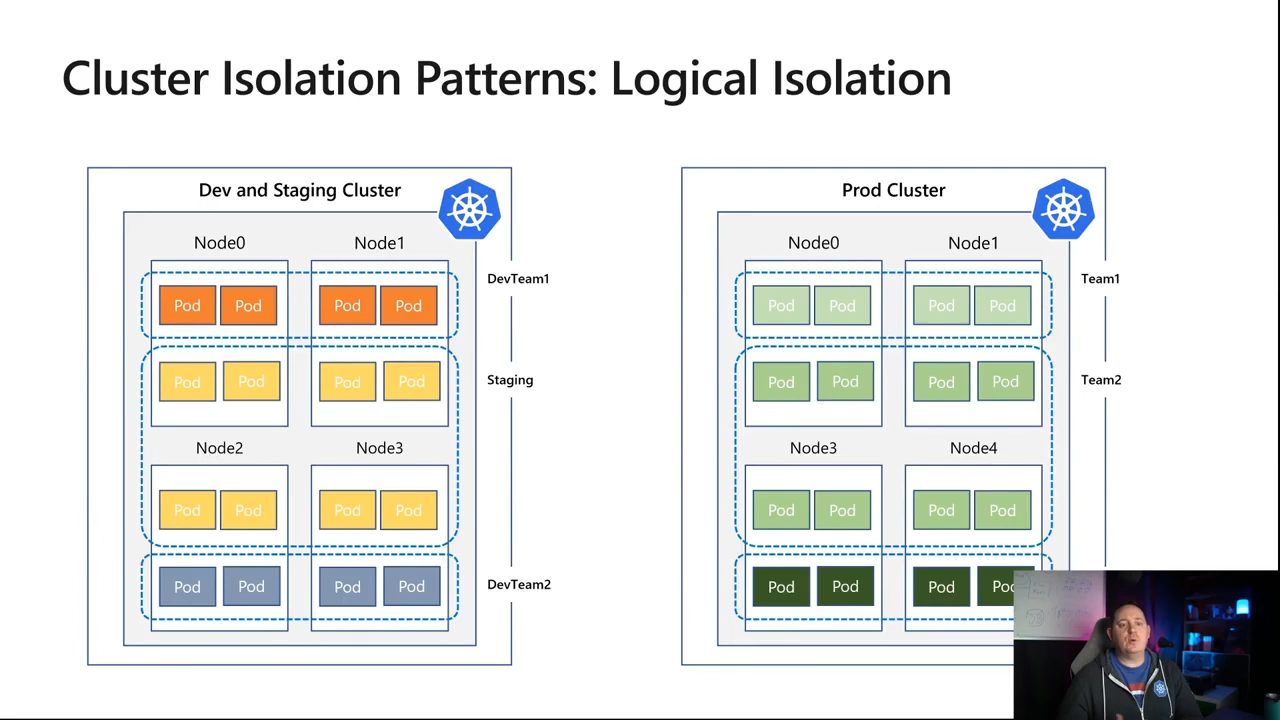 Cluster Isolation Patterns: Logical Isolation
Dev and Staging Cluster
Node0 Node1
DevTeam1
Pod Pod Pod Pod
Staging
Pod Pod Pod Pod
Node2 Node3
Pod Pod Pod Pod
DevTeam2
Pod Pod Pod Pod
Prod Cluster
Node0 Node1
Team1
Pod Pod Pod Pod
Team2
Pod Pod Pod Pod
Node3 Node4
Pod Pod Pod Pod
Pod Pod Pod